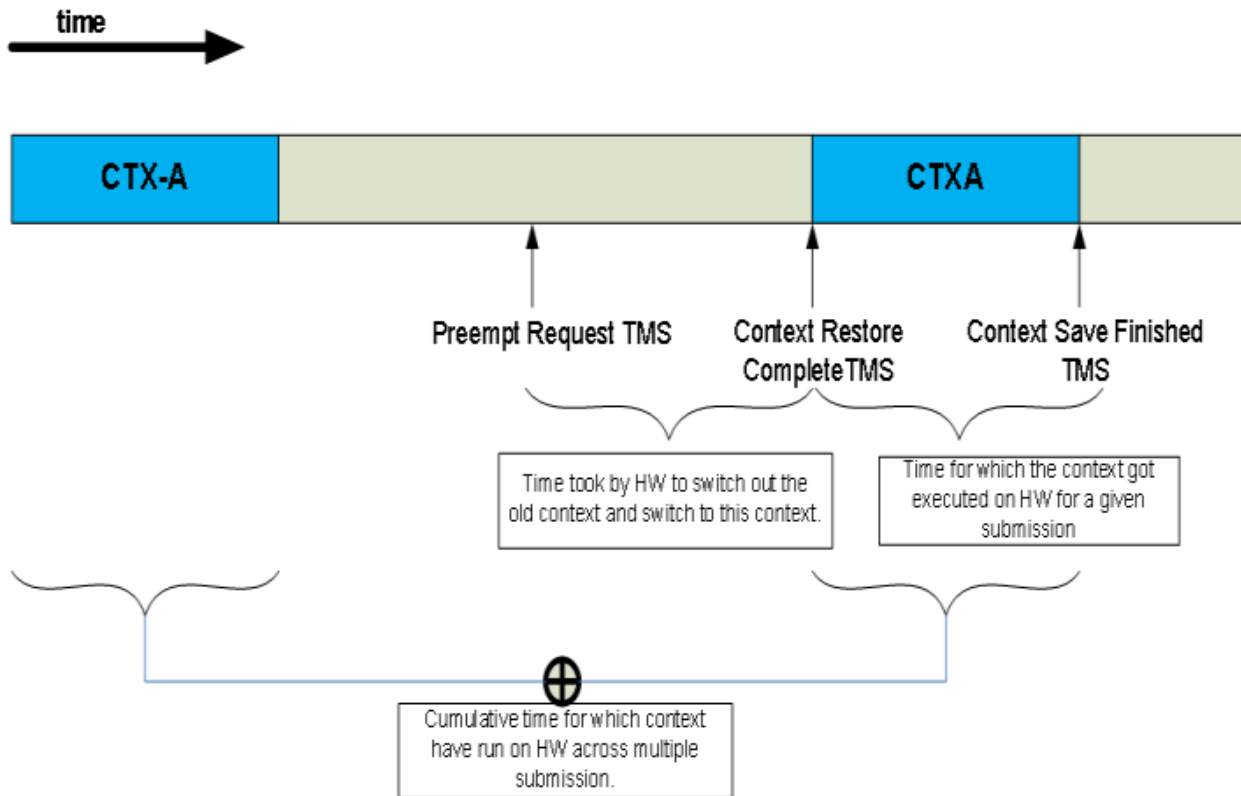 time
CTX-A
CTXA
Preempt Request TMS
Context Restore
CompleteTMS
Context Save Finished
TMS
Time took by HW to switch out the
old context and switch to this context.
Time for which the context got
executed on HW for a given
submission
Cumulative time for which context
have run on HW across multiple
submission.